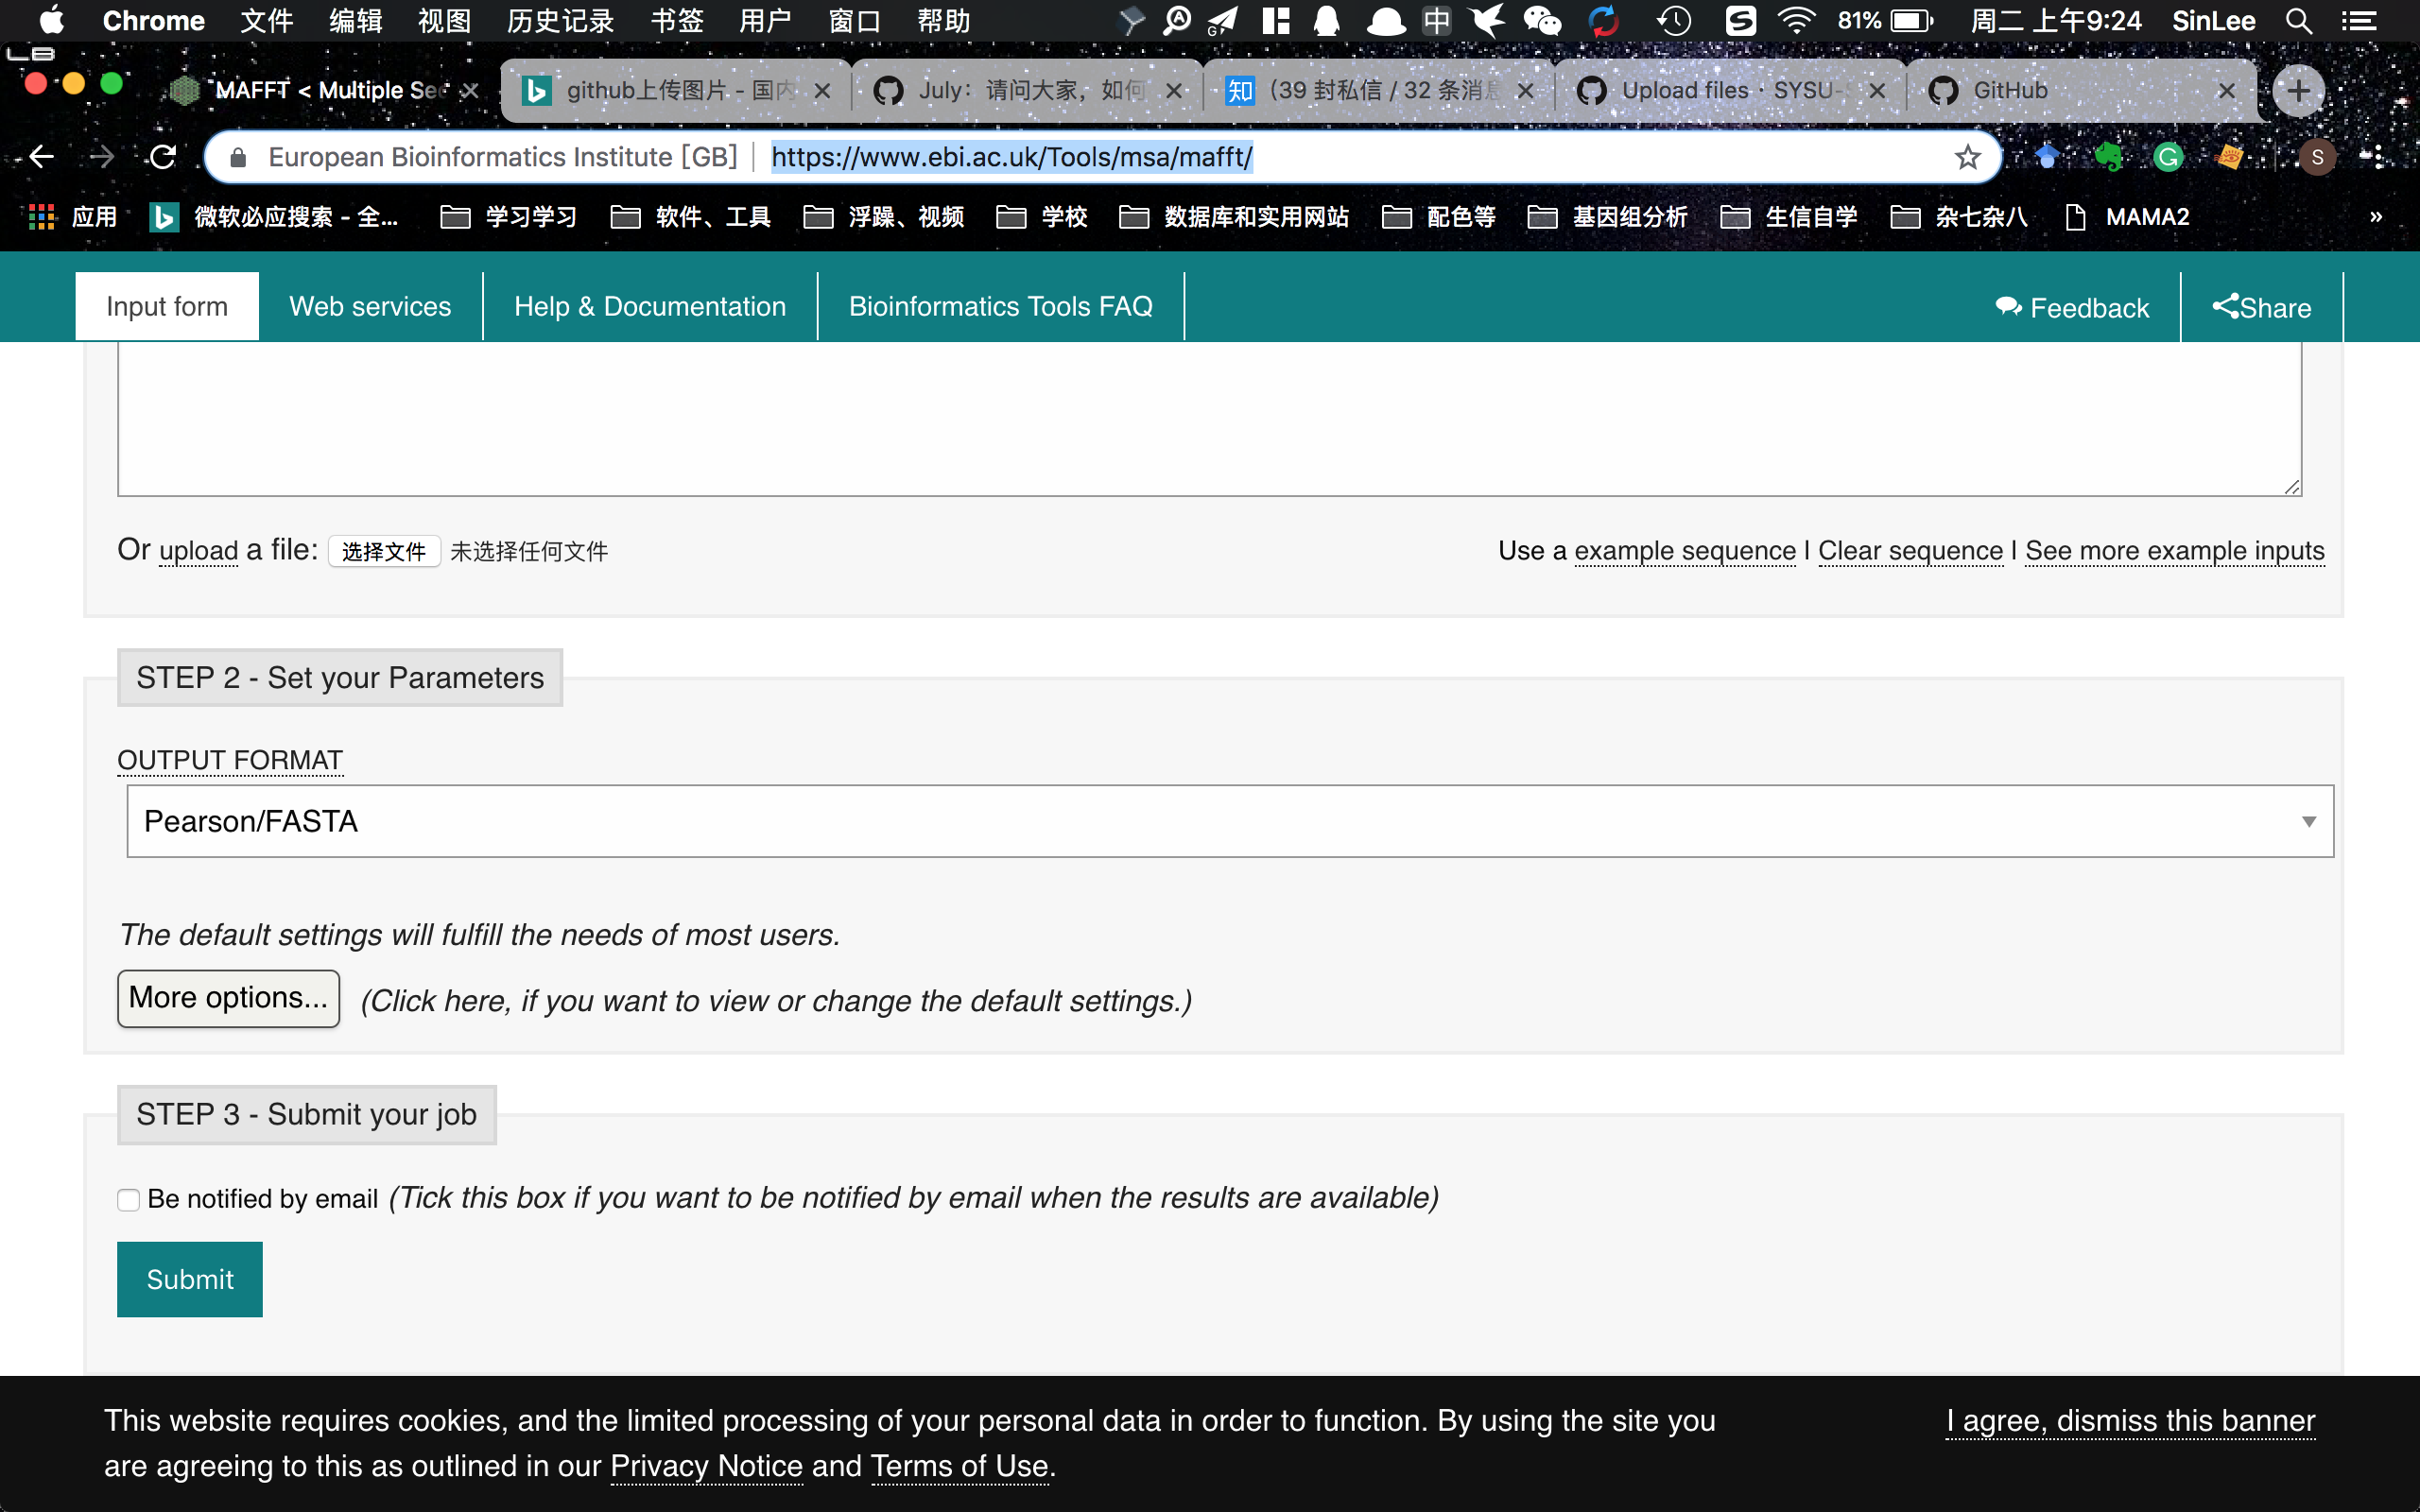 Chrome 文件 编辑 视图 历史记录 书签 用户 窗口 帮助 中 81% 周二 上午9:24 SinLee
MAFFT < Multiple Se github上传图片 - 国内 July：请问大家，如何 知 (39 封私信 / 32 条消息 Upload files · SYSU- GitHub
European Bioinformatics Institute [GB] https://www.ebi.ac.uk/Tools/msa/mafft/ S
应用 微软必应搜索 - 全... 学习学习 软件、工具 浮躁、视频 学校 数据库和实用网站 配色等 基因组分析 生信自学 杂七杂八 MAMA2 »
Input form Web services Help & Documentation Bioinformatics Tools FAQ Feedback Share
Or upload a file: 选择文件 未选择任何文件 Use a example sequence | Clear sequence | See more example inputs
STEP 2 - Set your Parameters
OUTPUT FORMAT
Pearson/FASTA
The default settings will fulfill the needs of most users.
More options... (Click here, if you want to view or change the default settings.)
STEP 3 - Submit your job
Be notified by email (Tick this box if you want to be notified by email when the results are available)
Submit
This website requires cookies, and the limited processing of your personal data in order to function. By using the site you I agree, dismiss this banner
are agreeing to this as outlined in our Privacy Notice and Terms of Use.